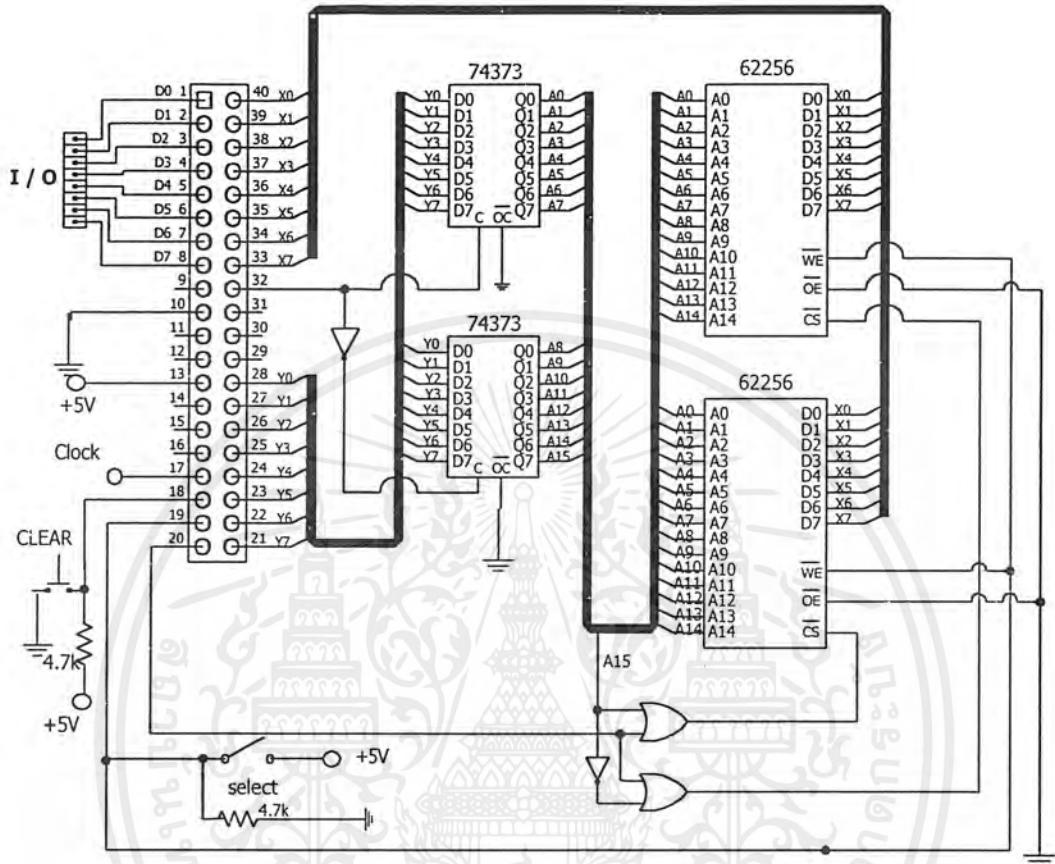 74373
62256
D0 1
D1 2
D2 3
D3 4
D4 5
D5 6
D6 7
D7 8
9
10
11
12
13
14
15
16
17
18
19
20
40 X0
39 X1
38 X2
37 X3
36 X4
35 X5
34 X6
33 X7
32
31
30
29
28 Y0
27 Y1
26 Y2
25 Y3
24 Y4
23 Y5
22 Y6
21 Y7
I / O
+5V
Clock
CLEAR
4.7k
+5V
Y0 D0 Q0 A0
Y1 D1 Q1 A1
Y2 D2 Q2 A2
Y3 D3 Q3 A3
Y4 D4 Q4 A4
Y5 D5 Q5 A5
Y6 D6 Q6 A6
Y7 D7 Q7 A7
C OC
74373
Y0 D0 Q0 A8
Y1 D1 Q1 A9
Y2 D2 Q2 A10
Y3 D3 Q3 A11
Y4 D4 Q4 A12
Y5 D5 Q5 A13
Y6 D6 Q6 A14
Y7 D7 Q7 A15
C OC
A0 A0 D0 X0
A1 A1 D1 X1
A2 A2 D2 X2
A3 A3 D3 X3
A4 A4 D4 X4
A5 A5 D5 X5
A6 A6 D6 X6
A7 A7 D7 X7
A8 A8
A9 A9
A10 A10 WE
A11 A11 OE
A12 A12
A13 A13
A14 A14 CS
62256
A0 A0 D0 X0
A1 A1 D1 X1
A2 A2 D2 X2
A3 A3 D3 X3
A4 A4 D4 X4
A5 A5 D5 X5
A6 A6 D6 X6
A7 A7 D7 X7
A8 A8
A9 A9
A10 A10 WE
A11 A11
A12 A12 OE
A13 A13
A14 A14 CS
A15
+5V
select
4.7k